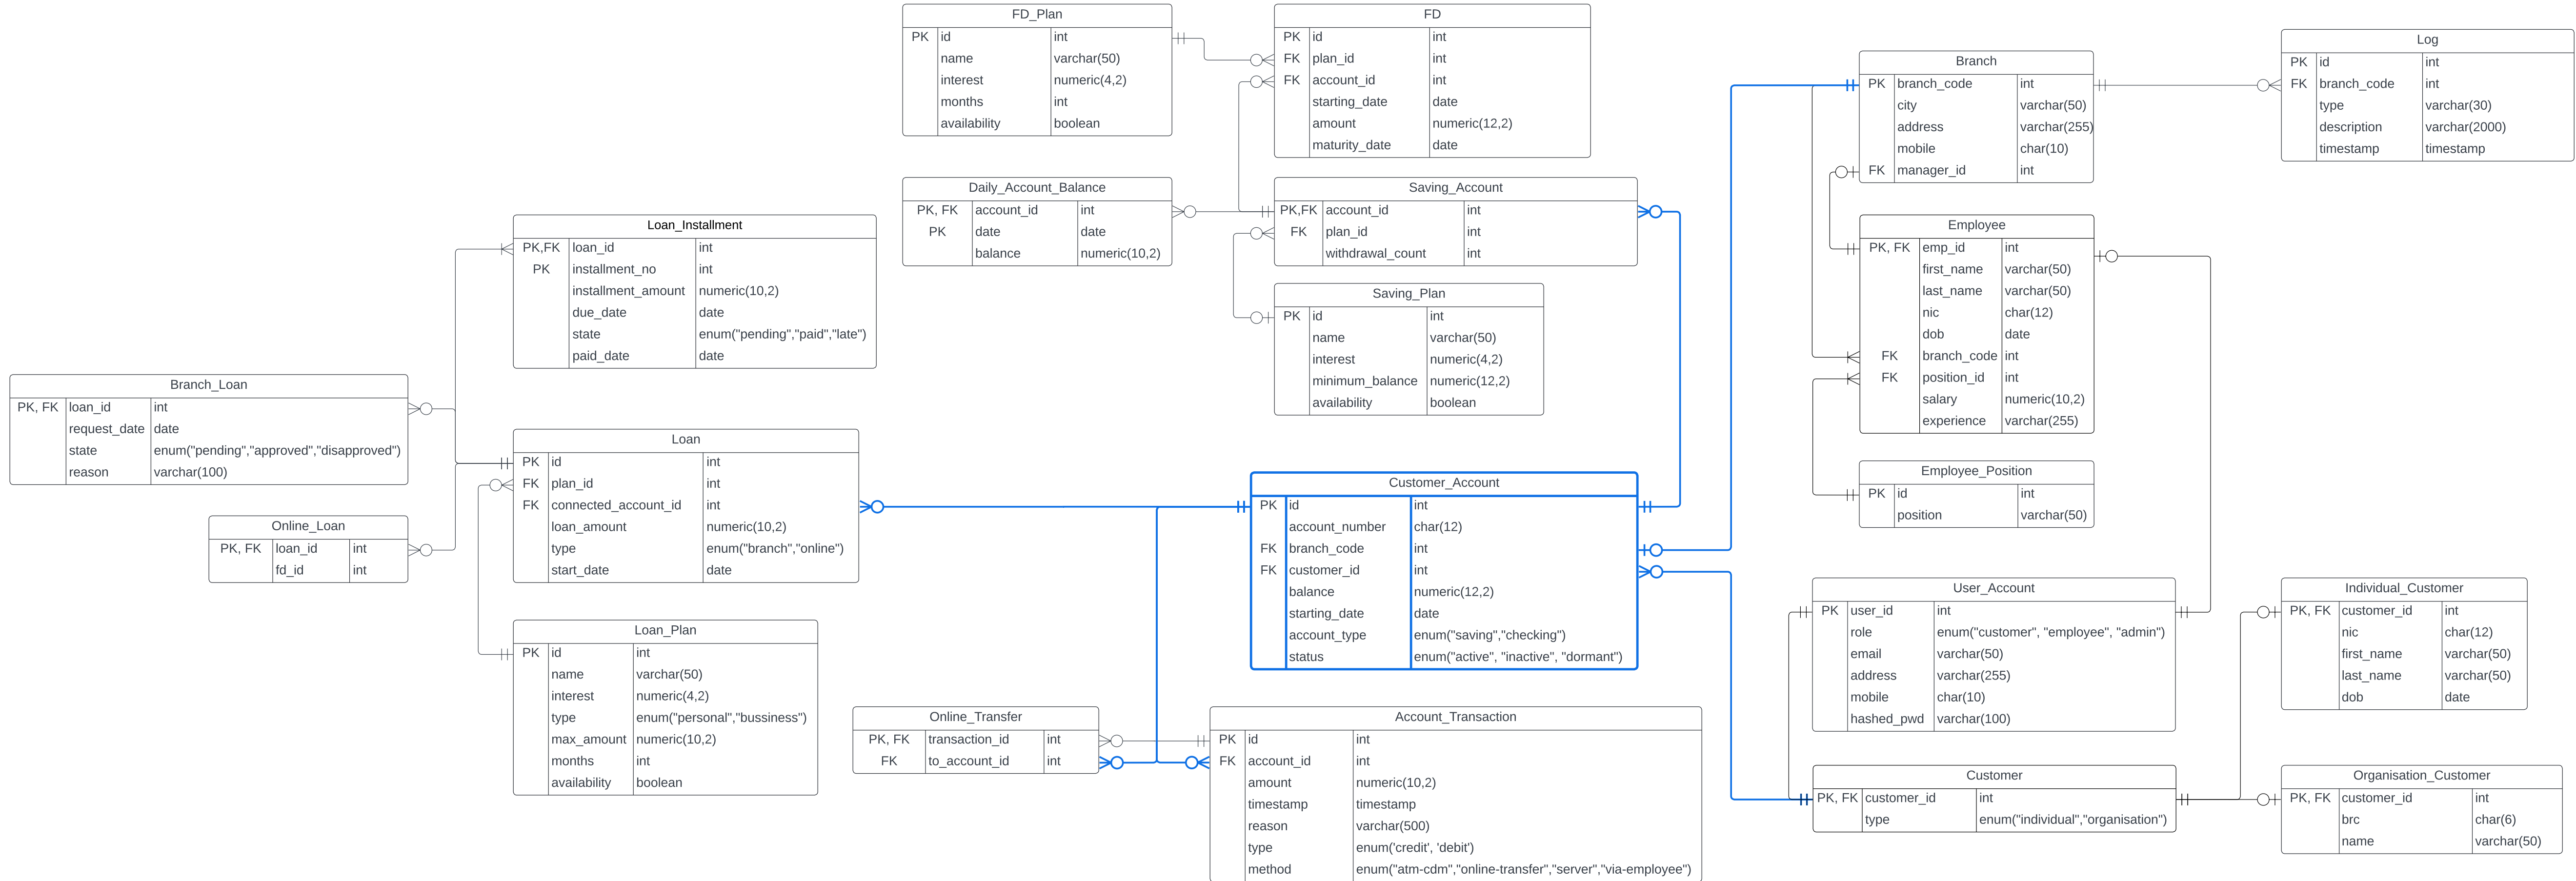 FD_Plan
PK id int
name varchar(50)
interest numeric(4,2)
months int
availability boolean
FD
PK id int
FK plan_id int
FK account_id int
starting_date date
amount numeric(12,2)
maturity_date date
Branch
PK branch_code int
city varchar(50)
address varchar(255)
mobile char(10)
FK manager_id int
Log
PK id int
FK branch_code int
type varchar(30)
description varchar(2000)
timestamp timestamp
Daily_Account_Balance
PK, FK account_id int
PK date date
balance numeric(10,2)
Saving_Account
PK,FK account_id int
FK plan_id int
withdrawal_count int
Loan_Installment
PK,FK loan_id int
PK installment_no int
installment_amount numeric(10,2)
due_date date
state enum("pending","paid","late")
paid_date date
Employee
PK, FK emp_id int
first_name varchar(50)
last_name varchar(50)
nic char(12)
dob date
FK branch_code int
FK position_id int
salary numeric(10,2)
experience varchar(255)
Saving_Plan
PK id int
name varchar(50)
interest numeric(4,2)
minimum_balance numeric(12,2)
availability boolean
Branch_Loan
PK, FK loan_id int
request_date date
state enum("pending","approved","disapproved")
reason varchar(100)
Loan
PK id int
FK plan_id int
FK connected_account_id int
loan_amount numeric(10,2)
type enum("branch","online")
start_date date
Employee_Position
PK id int
position varchar(50)
Customer_Account
PK id int
account_number char(12)
FK branch_code int
FK customer_id int
balance numeric(12,2)
starting_date date
account_type enum("saving","checking")
status enum("active", "inactive", "dormant")
Online_Loan
PK, FK loan_id int
fd_id int
User_Account
PK user_id int
role enum("customer", "employee", "admin")
email varchar(50)
address varchar(255)
mobile char(10)
hashed_pwd varchar(100)
Individual_Customer
PK, FK customer_id int
nic char(12)
first_name varchar(50)
last_name varchar(50)
dob date
Loan_Plan
PK id int
name varchar(50)
interest numeric(4,2)
type enum("personal","bussiness")
max_amount numeric(10,2)
months int
availability boolean
Online_Transfer
PK, FK transaction_id int
FK to_account_id int
Account_Transaction
PK id int
FK account_id int
amount numeric(10,2)
timestamp timestamp
reason varchar(500)
type enum('credit', 'debit')
method enum("atm-cdm","online-transfer","server","via-employee")
Customer
PK, FK customer_id int
type enum("individual","organisation")
Organisation_Customer
PK, FK customer_id int
brc char(6)
name varchar(50)